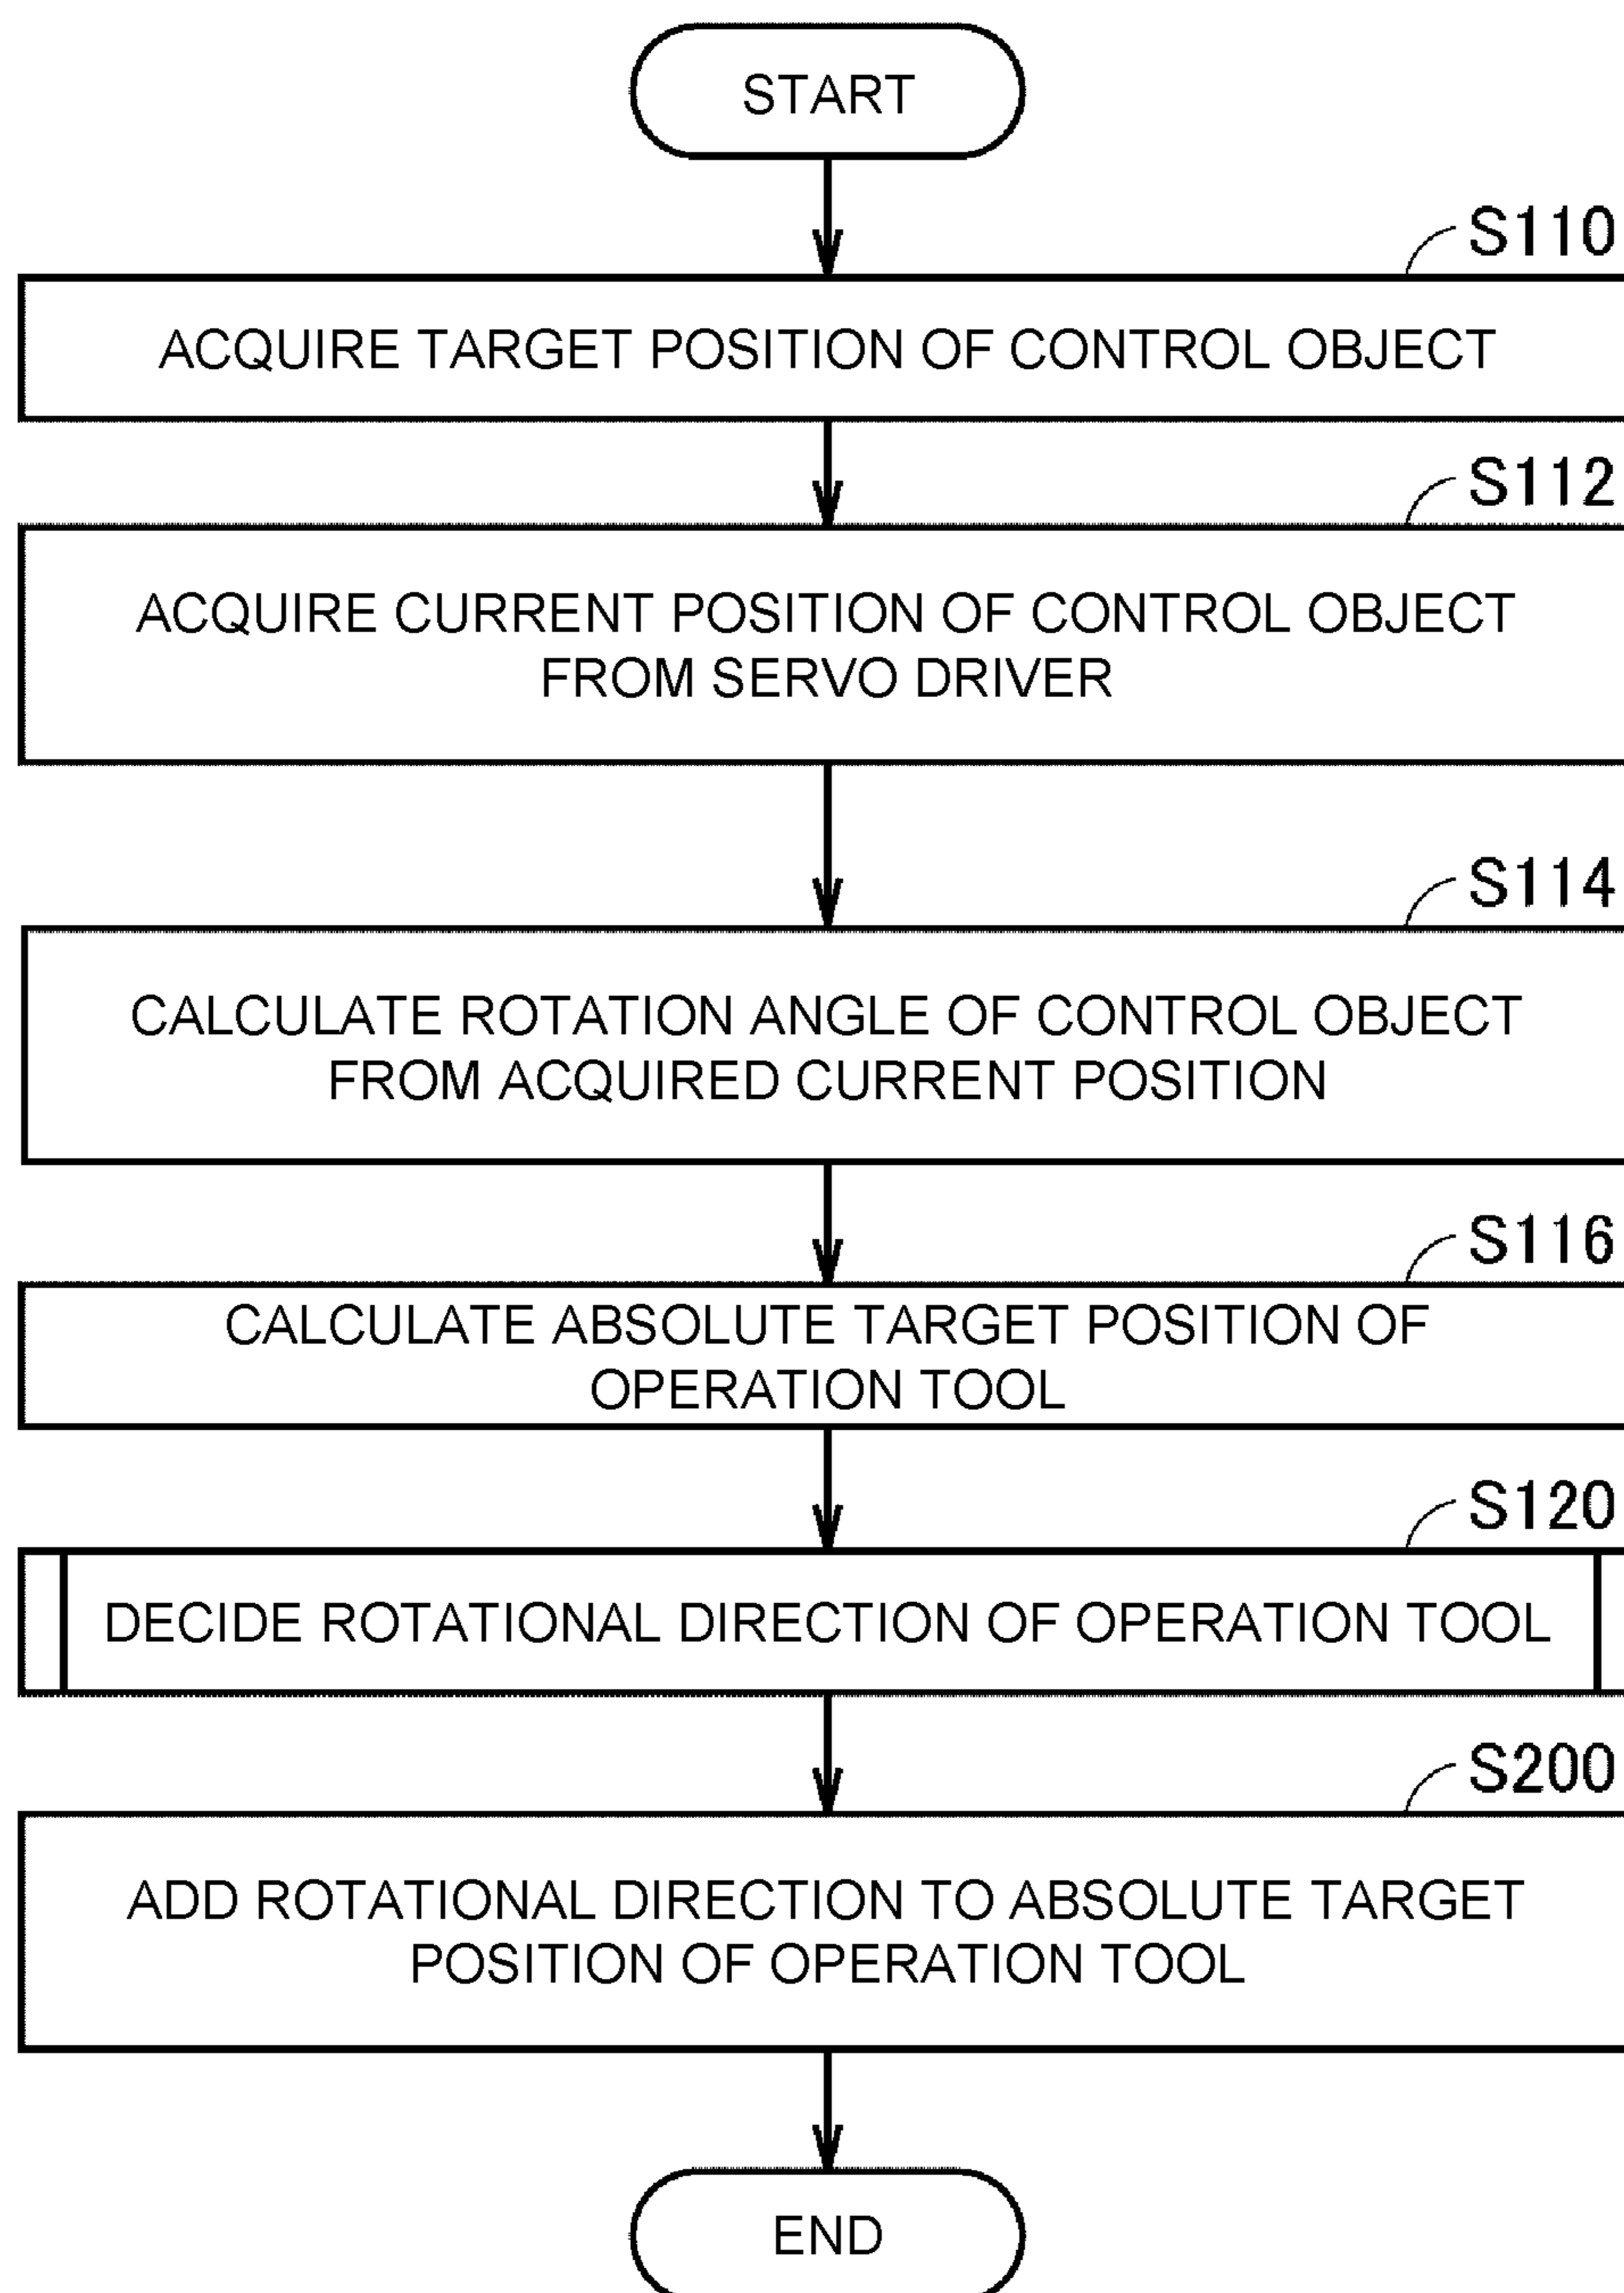 START
S110
ACQUIRE TARGET POSITION OF CONTROL OBJECT
S112
ACQUIRE CURRENT POSITION OF CONTROL OBJECT
FROM SERVO DRIVER
S114
CALCULATE ROTATION ANGLE OF CONTROL OBJECT
FROM ACQUIRED CURRENT POSITION
S116
CALCULATE ABSOLUTE TARGET POSITION OF
OPERATION TOOL
S120
DECIDE ROTATIONAL DIRECTION OF OPERATION TOOL
S200
ADD ROTATIONAL DIRECTION TO ABSOLUTE TARGET
POSITION OF OPERATION TOOL
END